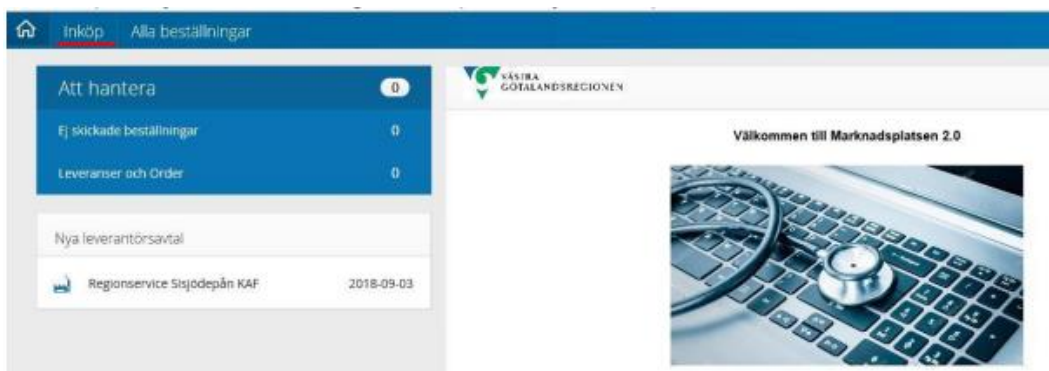 Inköp Alla beställningar
Att hantera 0
Ej skickade beställningar 0
Leveranser och Order 0
Nya leverantörsavtal
Regionservice Sisjödepån KAF 2018-09-03
VÄSTRA
GÖTALANDSREGIONEN
Välkommen till Marknadsplatsen 2.0